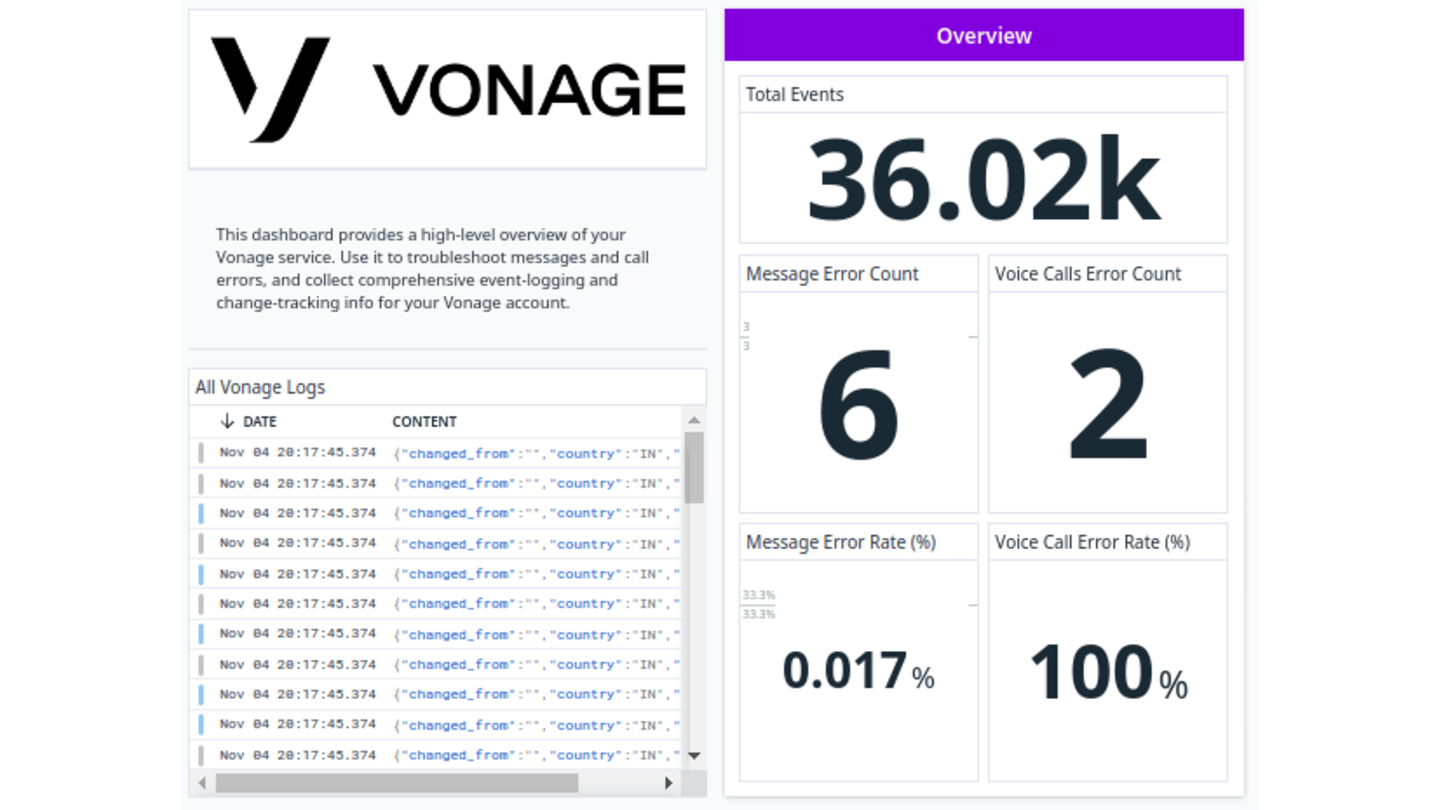 VONAGE
This dashboard provides a high-level overview of your
Vonage service. Use it to troubleshoot messages and call
errors, and collect comprehensive event-logging and
change-tracking info for your Vonage account.
All Vonage Logs
↓ DATE CONTENT
Nov 04 20:17:45.374 {"changed_from":"","country":"IN","
Nov 04 20:17:45.374 {"changed_from":"","country":"IN","
Nov 04 20:17:45.374 {"changed_from":"","country":"IN","
Nov 04 20:17:45.374 {"changed_from":"","country":"IN","
Nov 04 20:17:45.374 {"changed_from":"","country":"IN","
Nov 04 20:17:45.374 {"changed_from":"","country":"IN","
Nov 04 20:17:45.374 {"changed_from":"","country":"IN","
Nov 04 20:17:45.374 {"changed_from":"","country":"IN","
Nov 04 20:17:45.374 {"changed_from":"","country":"IN","
Nov 04 20:17:45.374 {"changed_from":"","country":"IN","
Nov 04 20:17:45.374 {"changed_from":"","country":"IN","
Overview
Total Events
36.02k
Message Error Count
3
3
6
Voice Calls Error Count
2
Message Error Rate (%)
33.3%
33.3%
0.017%
Voice Call Error Rate (%)
100%